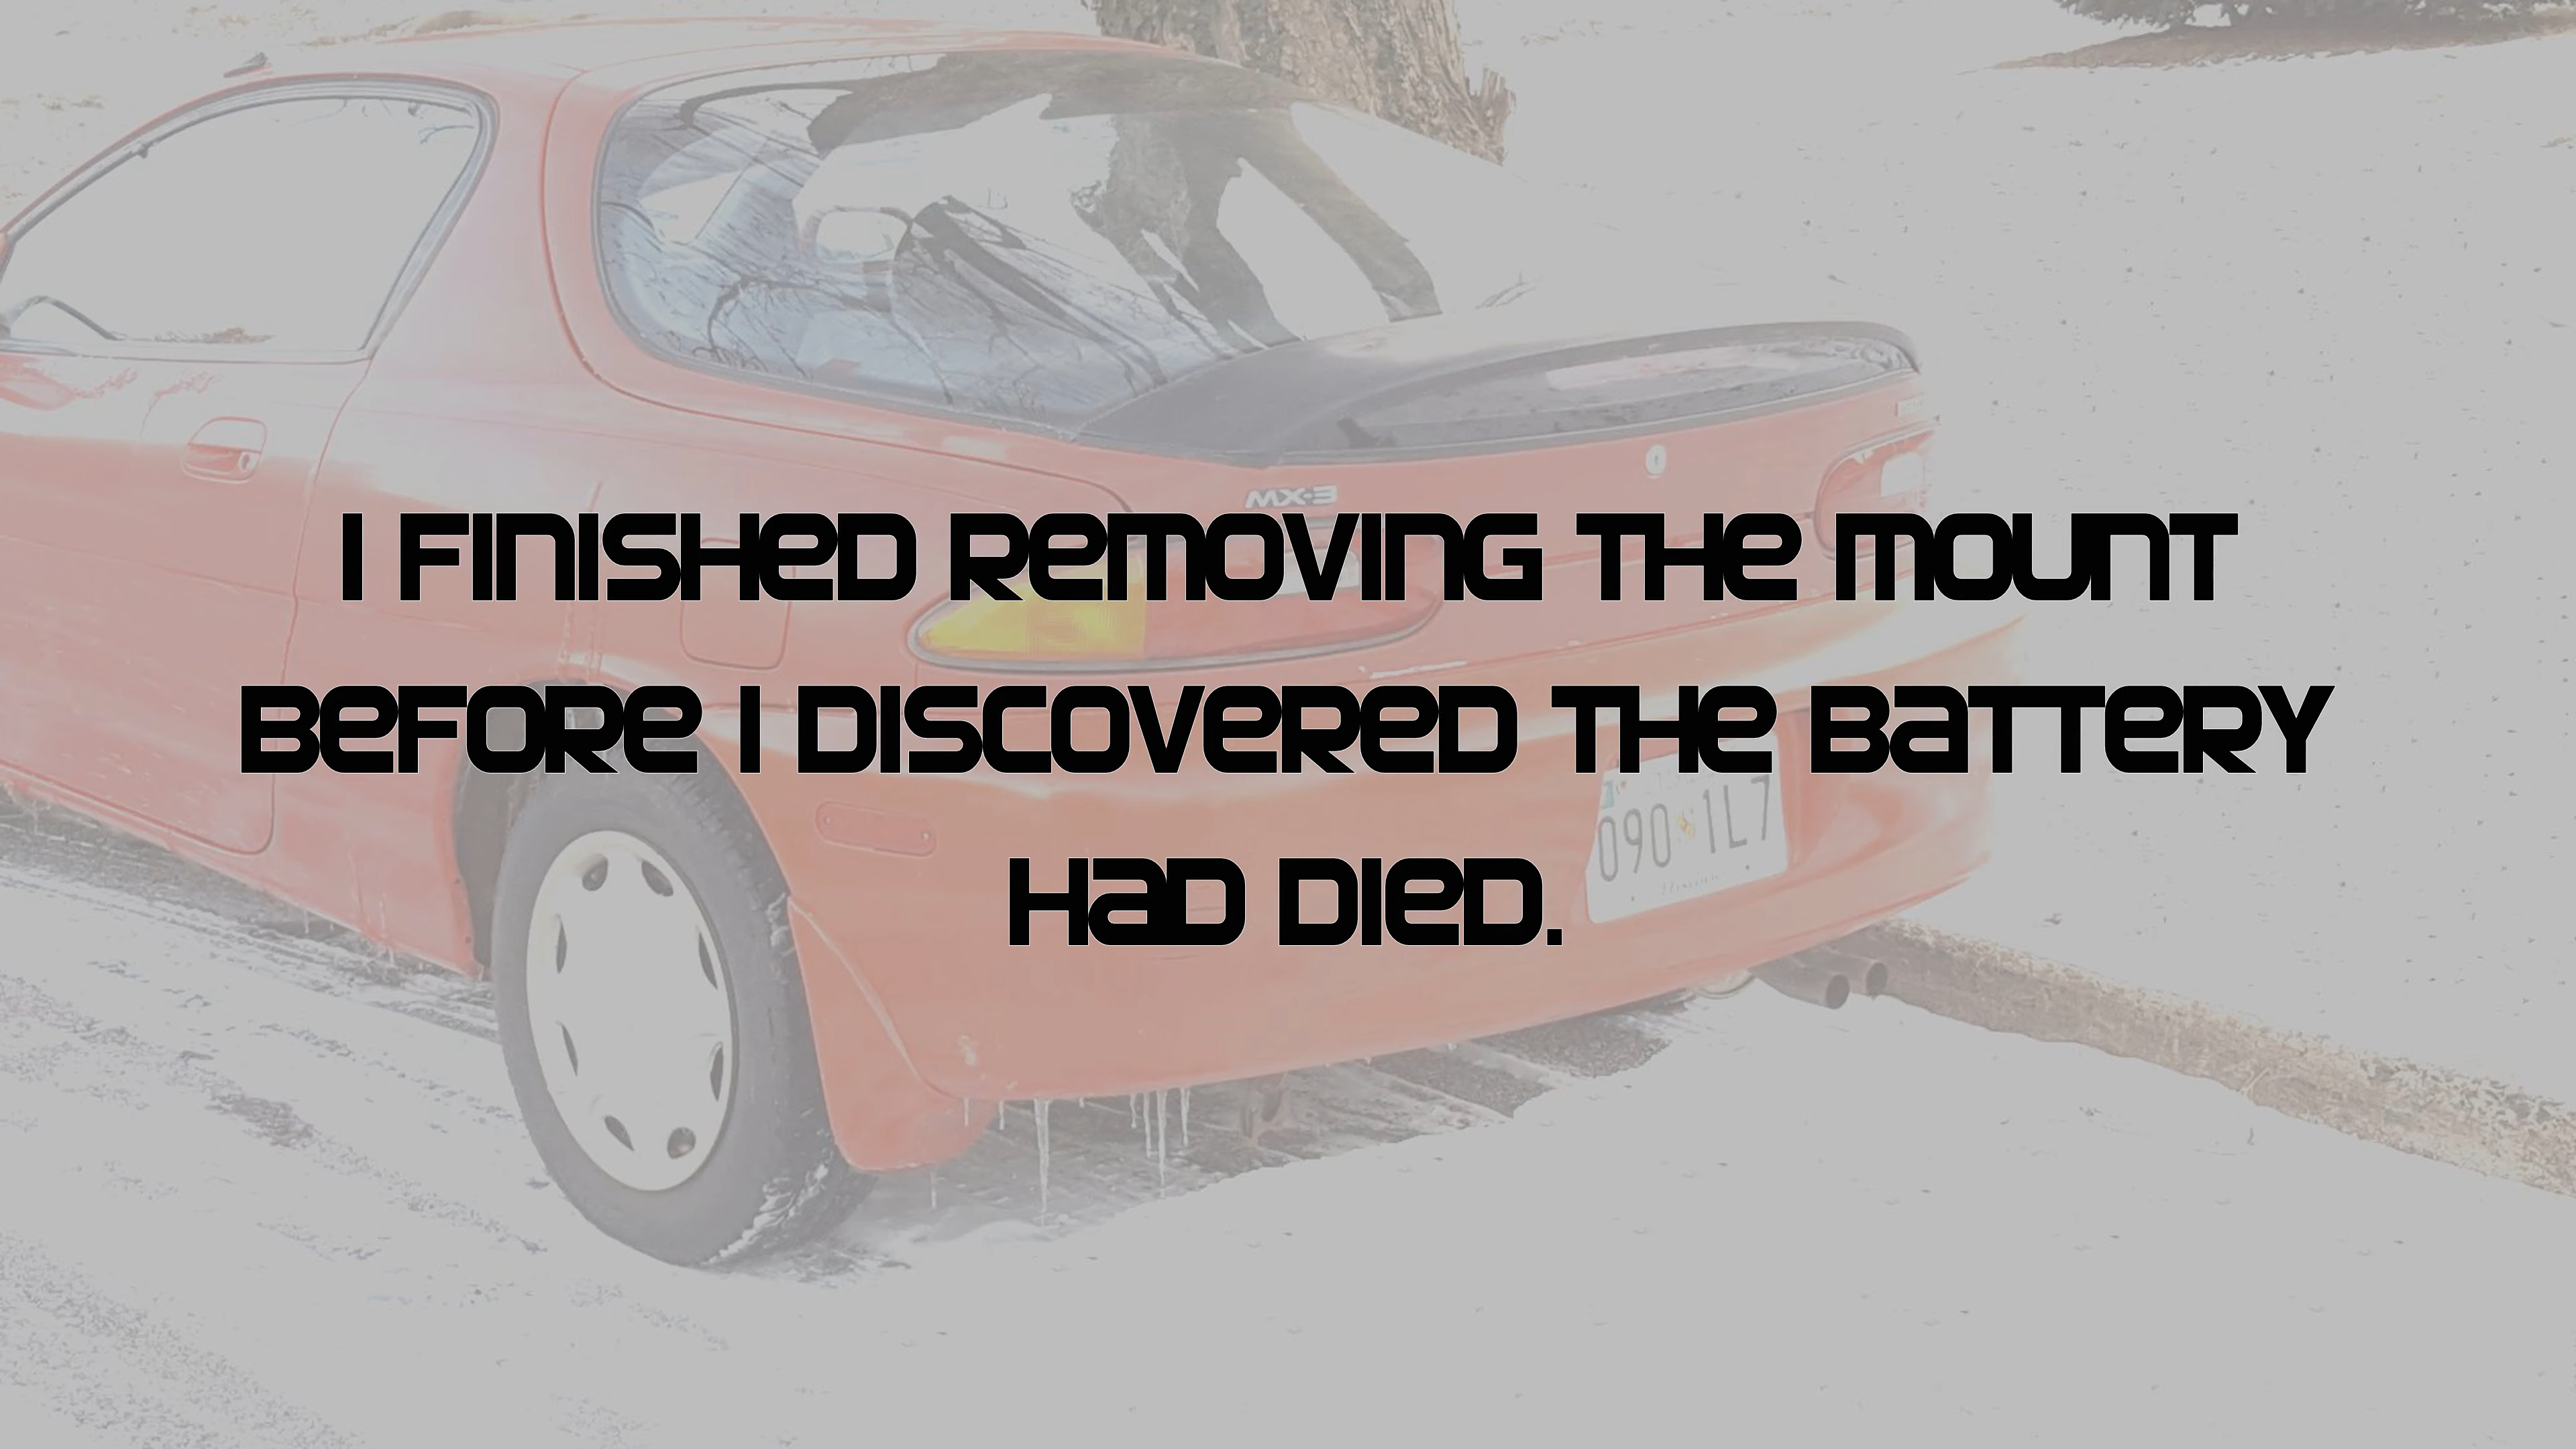 MX-3
I FINISHED REMOVING THE MOUNT
BEFORE I DISCOVERED THE BATTERY
HAD DIED.
090 1L7